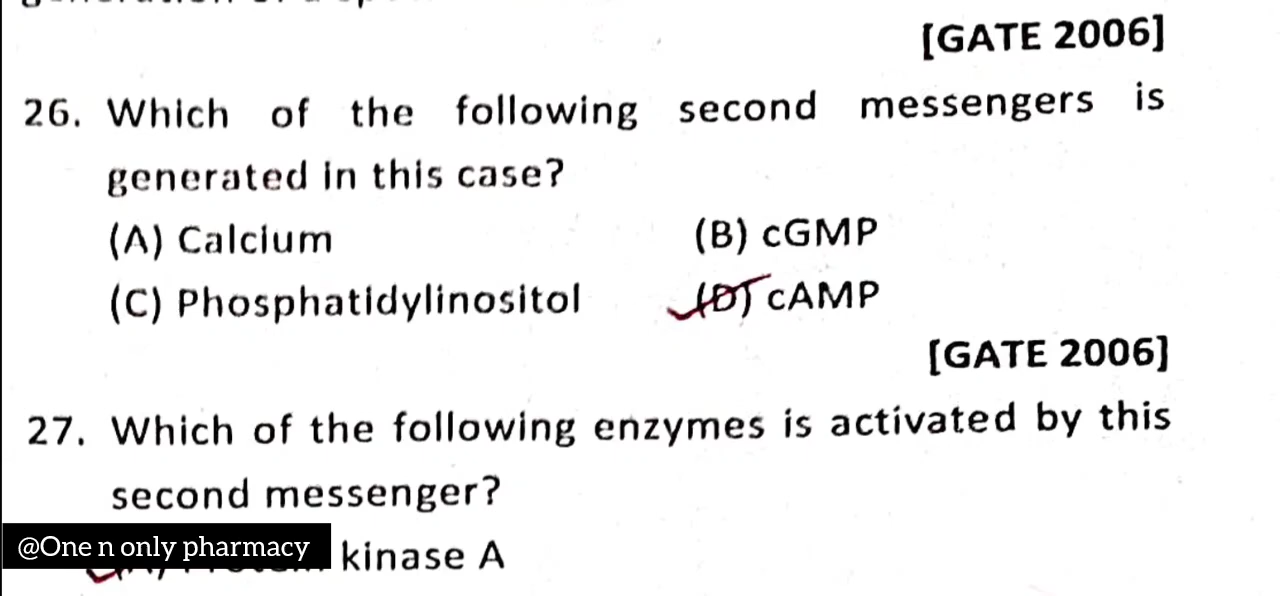 [GATE 2006]
26. Which of the following second messengers is
generated in this case?
(A) Calcium (B) cGMP
(C) Phosphatidylinositol (D) cAMP
[GATE 2006]
27. Which of the following enzymes is activated by this
second messenger?
@One n only pharmacy kinase A